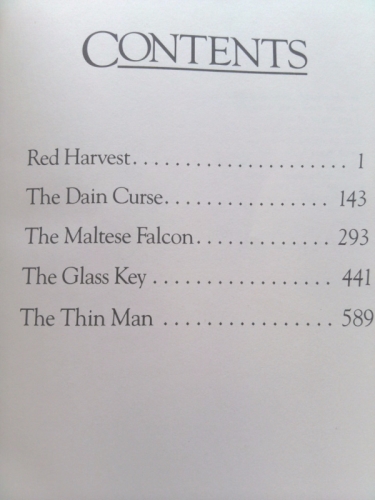 CONTENTS
Red Harvest. . . . . . . . . . . . . . . . . . . . . 1
The Dain Curse. . . . . . . . . . . . . . . . . 143
The Maltese Falcon. . . . . . . . . . . . . . 293
The Glass Key . . . . . . . . . . . . . . . . . . 441
The Thin Man . . . . . . . . . . . . . . . . . 589